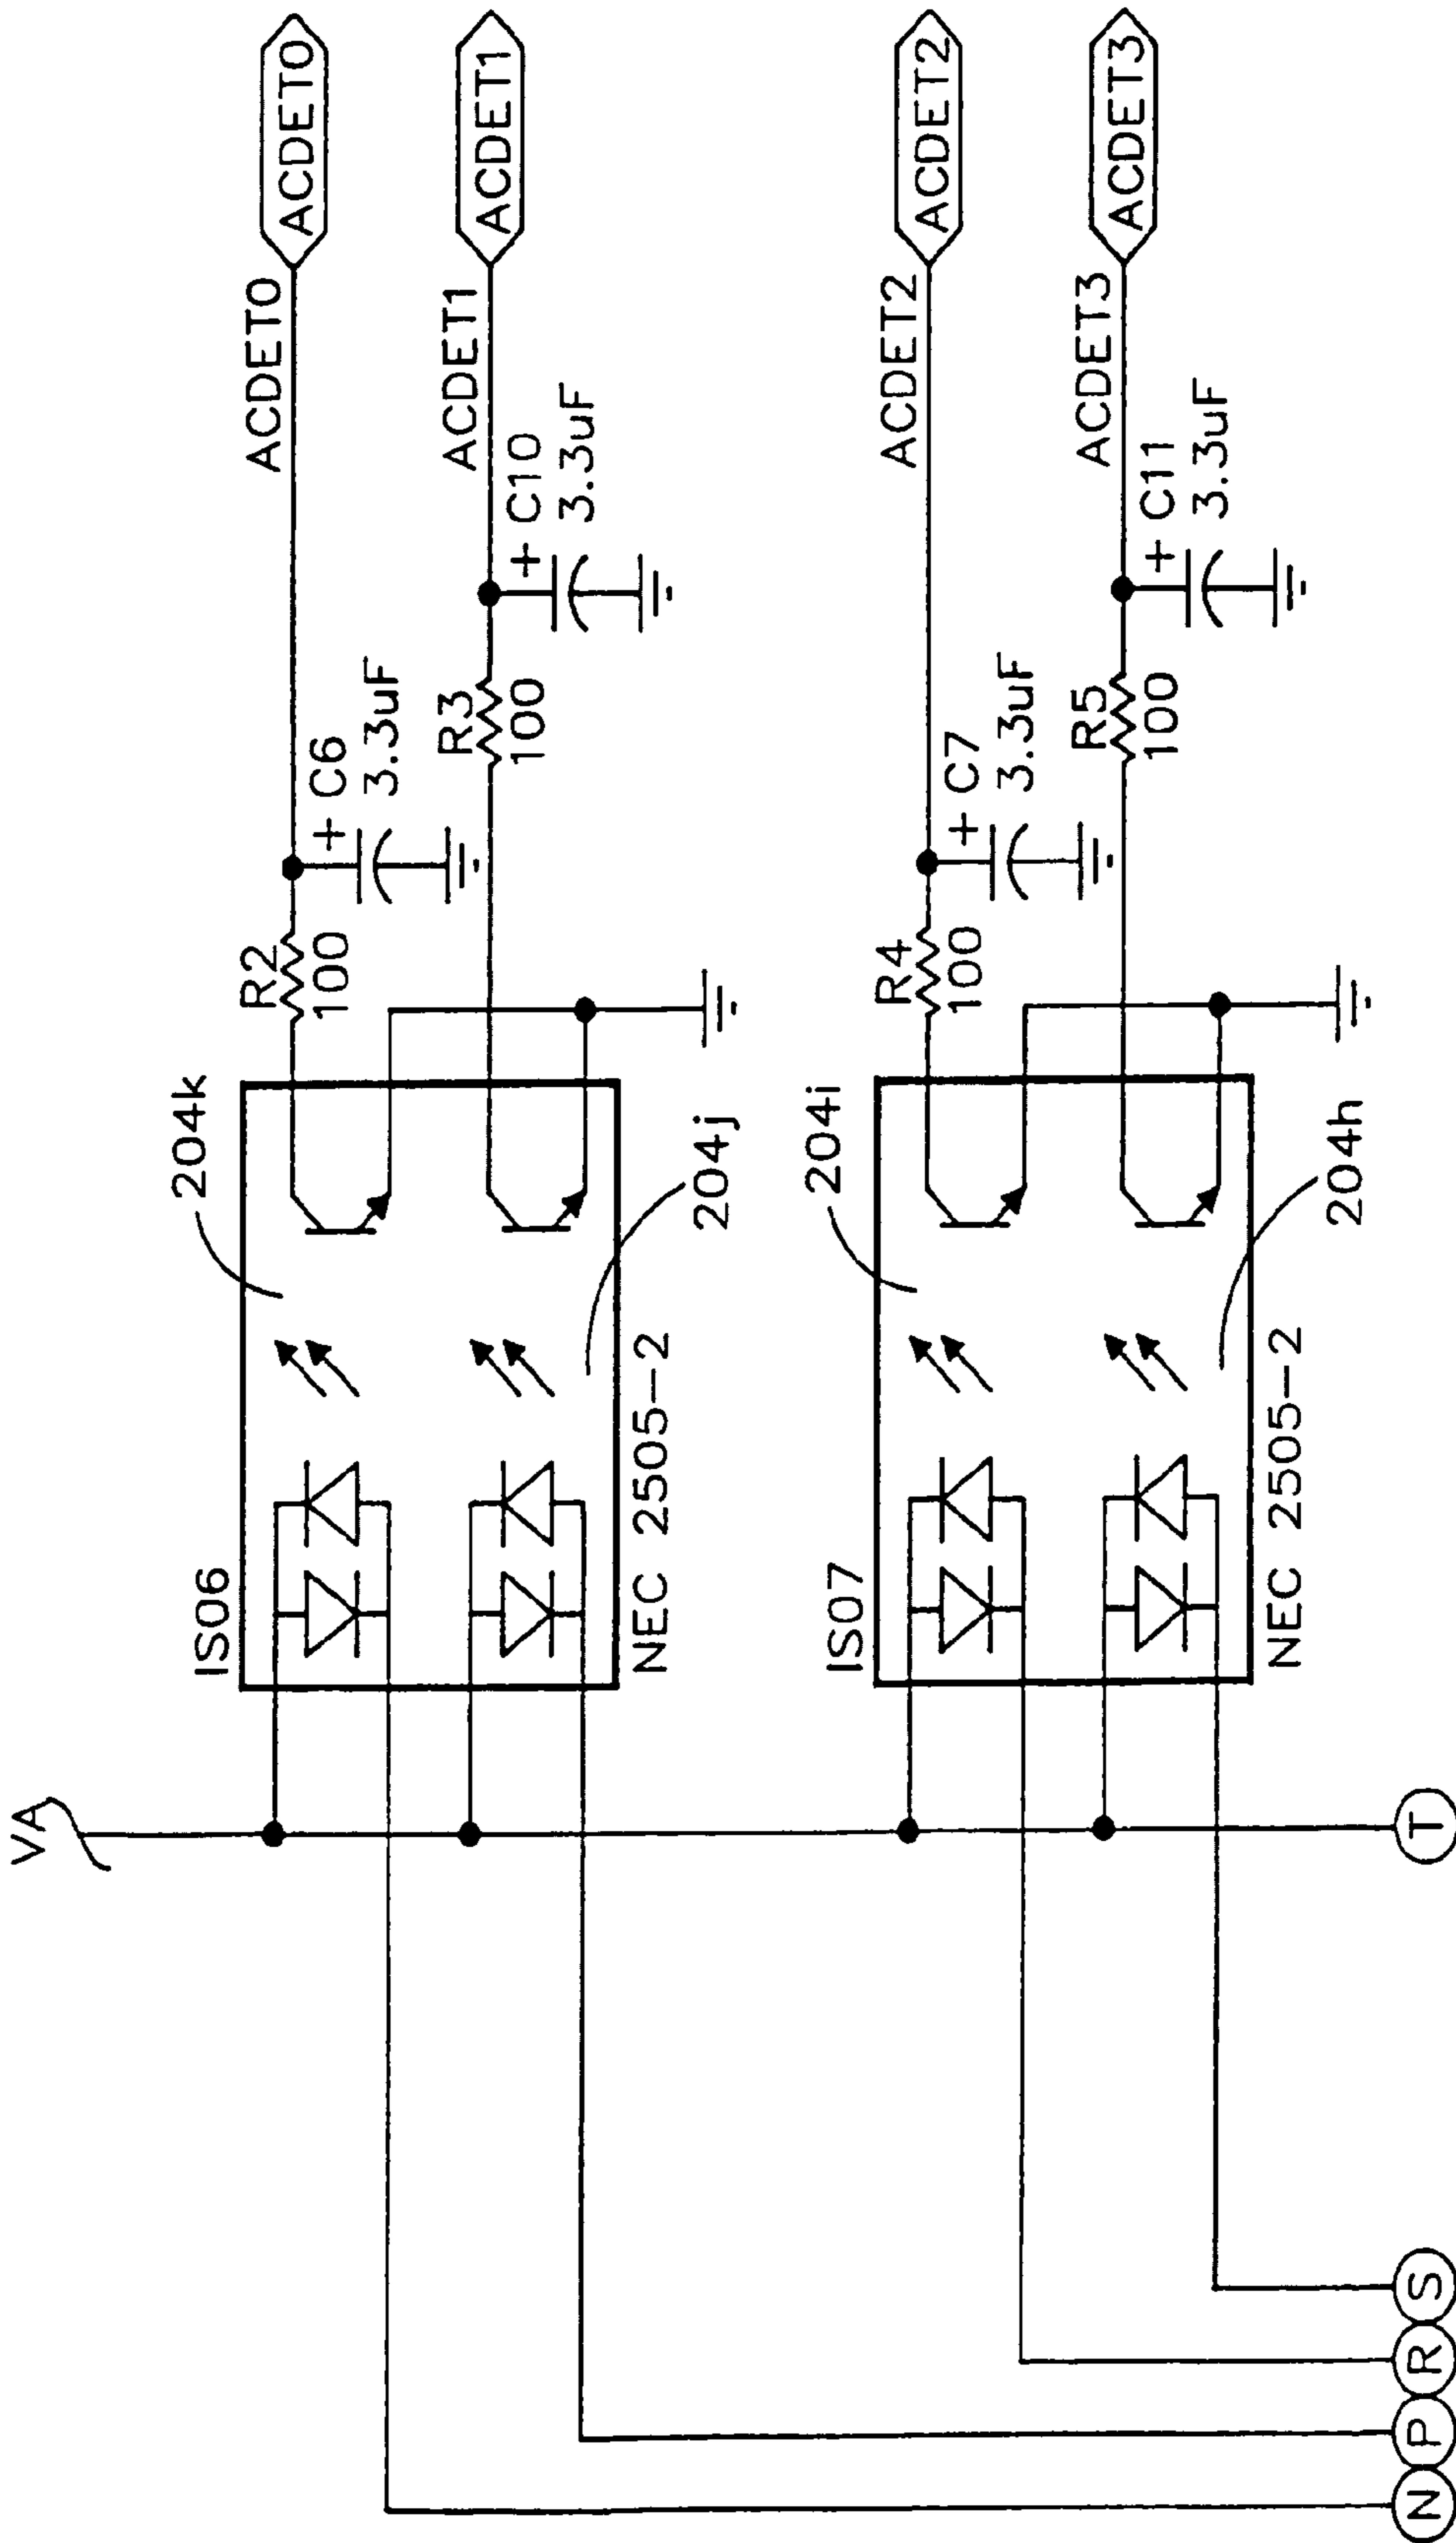 VA
ISO6
204k
R2
100
+ C6
3.3uF
ACDET0
ACDET0
R3
100
+ C10
3.3uF
ACDET1
ACDET1
NEC 2505-2
204j
ISO7
204i
R4
100
+ C7
3.3uF
ACDET2
ACDET2
R5
100
+ C11
3.3uF
ACDET3
ACDET3
NEC 2505-2
204h
N
P
R
S
T